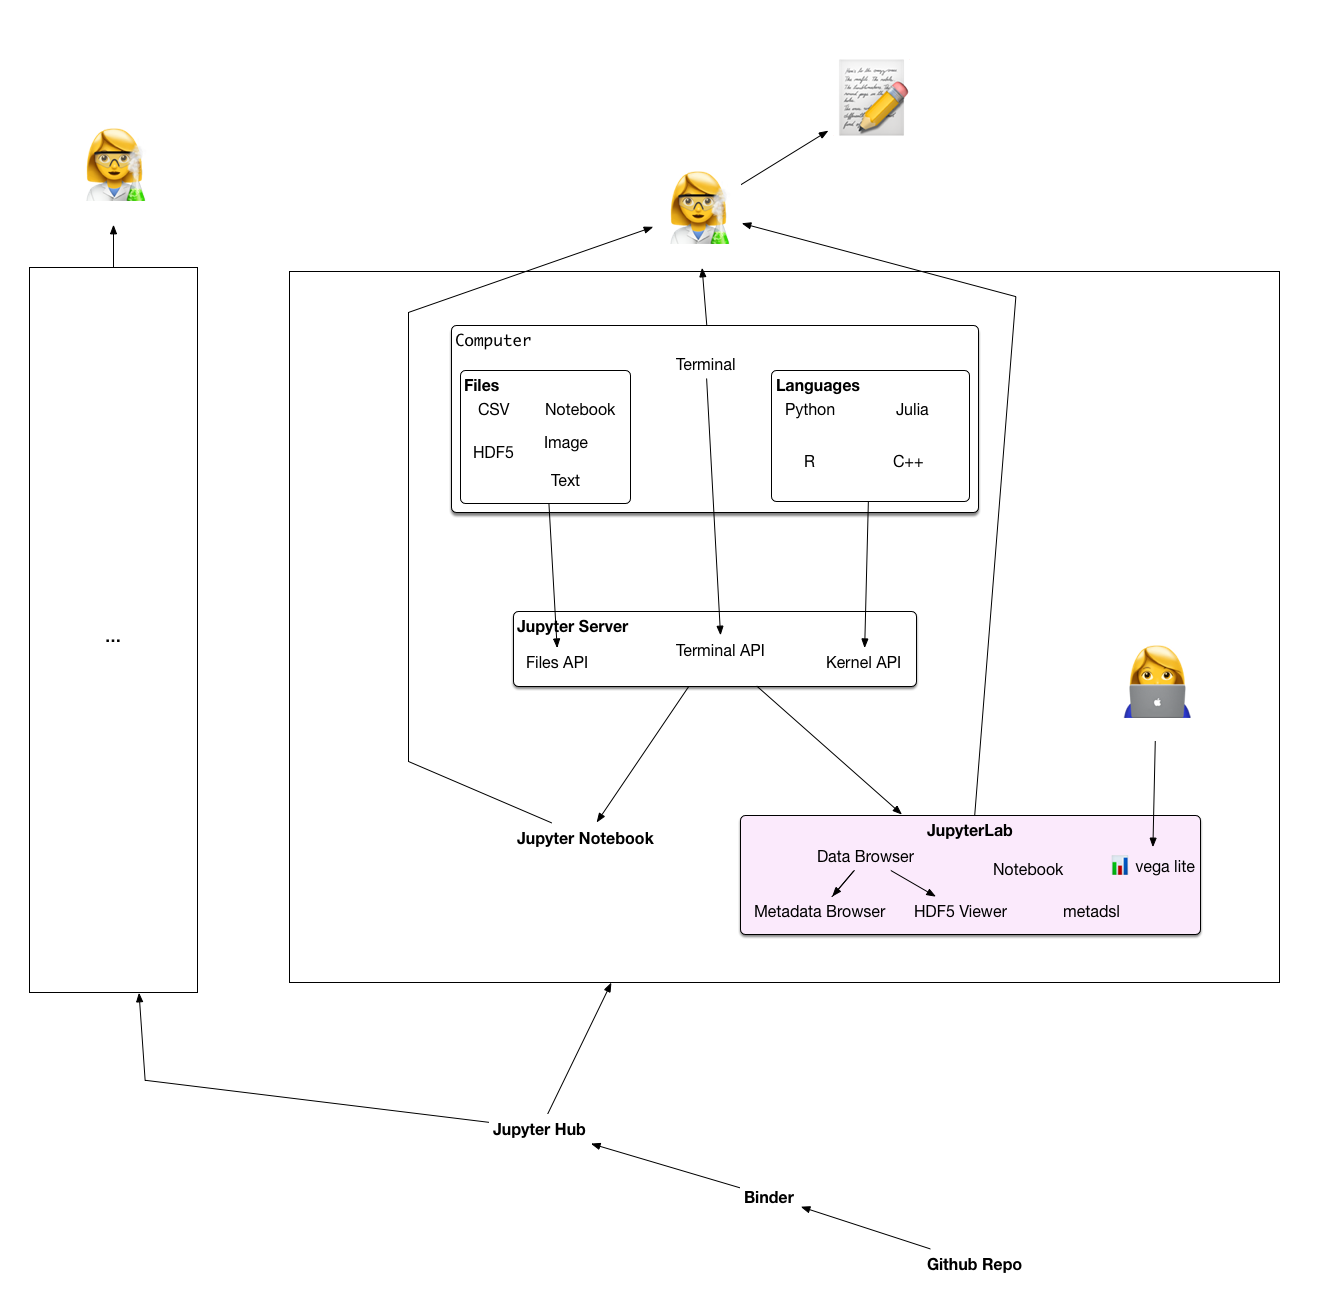 Computer
Terminal
Files
CSV
Notebook
HDF5
Image
Text
Languages
Python
Julia
R
C++
...
Jupyter Server
Files API
Terminal API
Kernel API
Jupyter Notebook
JupyterLab
Data Browser
Notebook
vega lite
Metadata Browser
HDF5 Viewer
metadsl
Jupyter Hub
Binder
Github Repo